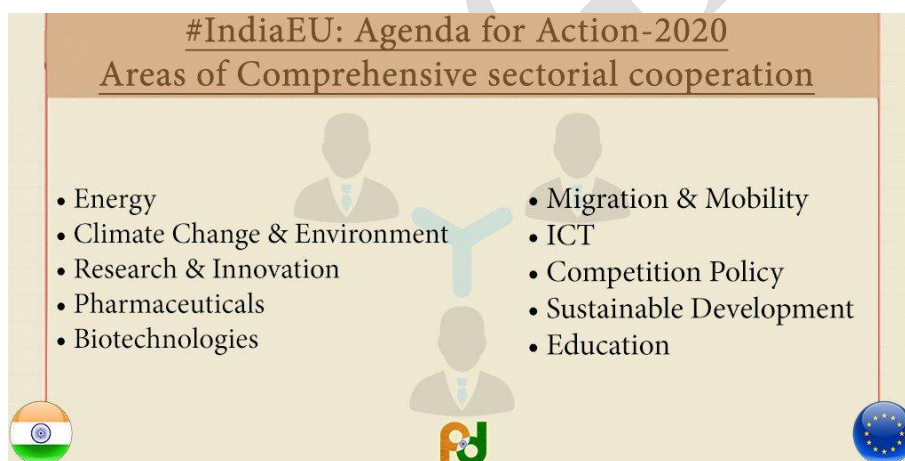 #IndiaEU: Agenda for Action-2020
Areas of Comprehensive sectorial cooperation
• Energy
• Climate Change & Environment
• Research & Innovation
• Pharmaceuticals
• Biotechnologies
• Migration & Mobility
• ICT
• Competition Policy
• Sustainable Development
• Education
pd